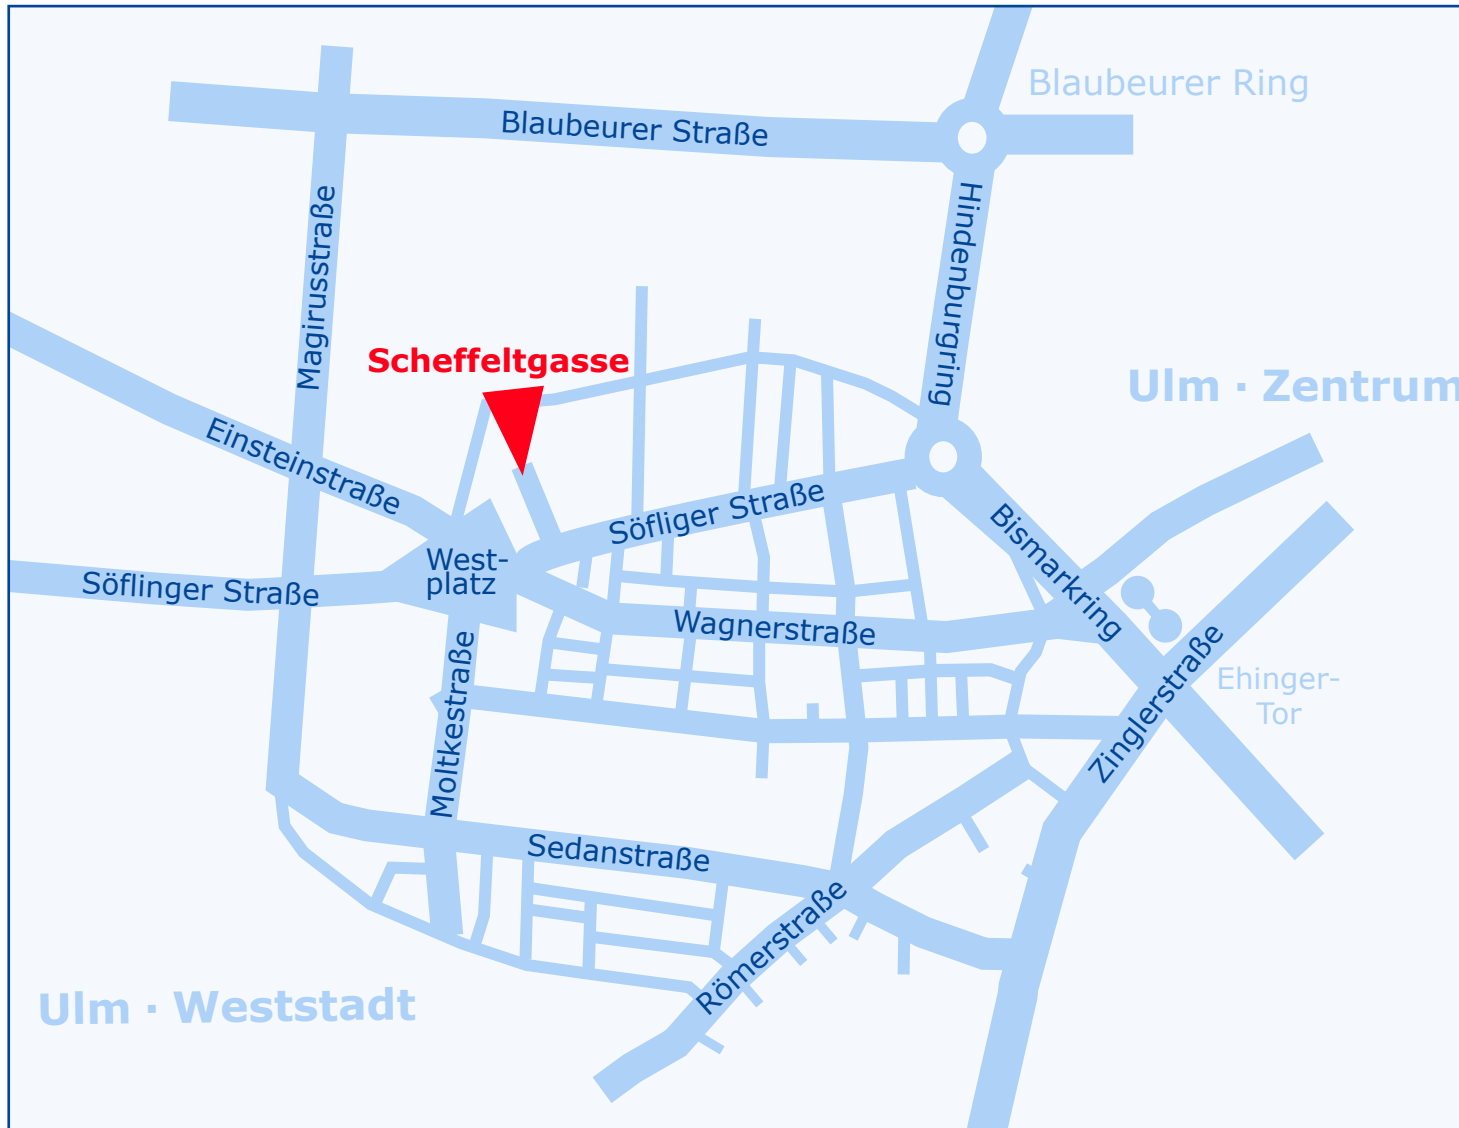 Blaubeurer Ring
Blaubeurer Straße
Hindenburgring
Magirusstraße
Scheffeltgasse
Ulm · Zentrum
Einsteinstraße
Söfliger Straße
Bismarkring
West-
platz
Söflinger Straße
Wagnerstraße
Zinglerstraße
Ehinger-
Tor
Moltkestraße
Sedanstraße
Römerstraße
Ulm · Weststadt